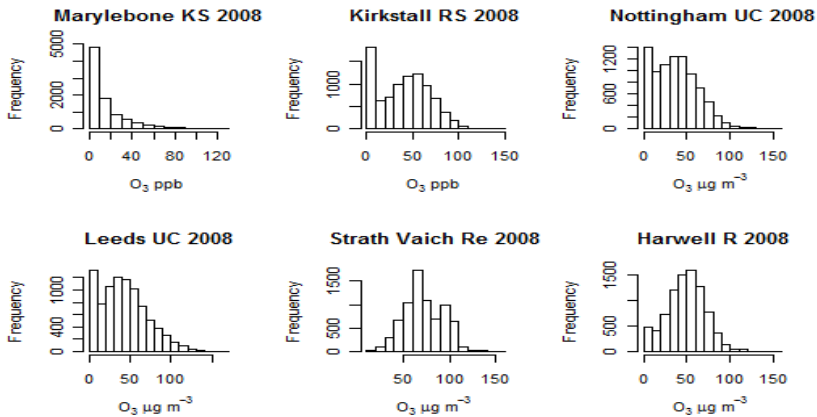 Marylebone KS 2008
Frequency
0 2000 5000
0 40 80 120
O₃ ppb
Kirkstall RS 2008
Frequency
0 1000
0 50 100 150
O₃ ppb
Nottingham UC 2008
Frequency
0 600 1200
0 50 100 150
O₃ µg m⁻³
Leeds UC 2008
Frequency
0 400 1000
0 50 100
O₃ µg m⁻³
Strath Vaich Re 2008
Frequency
0 500 1500
50 100 150
O₃ µg m⁻³
Harwell R 2008
Frequency
0 500 1500
0 50 100 150
O₃ µg m⁻³